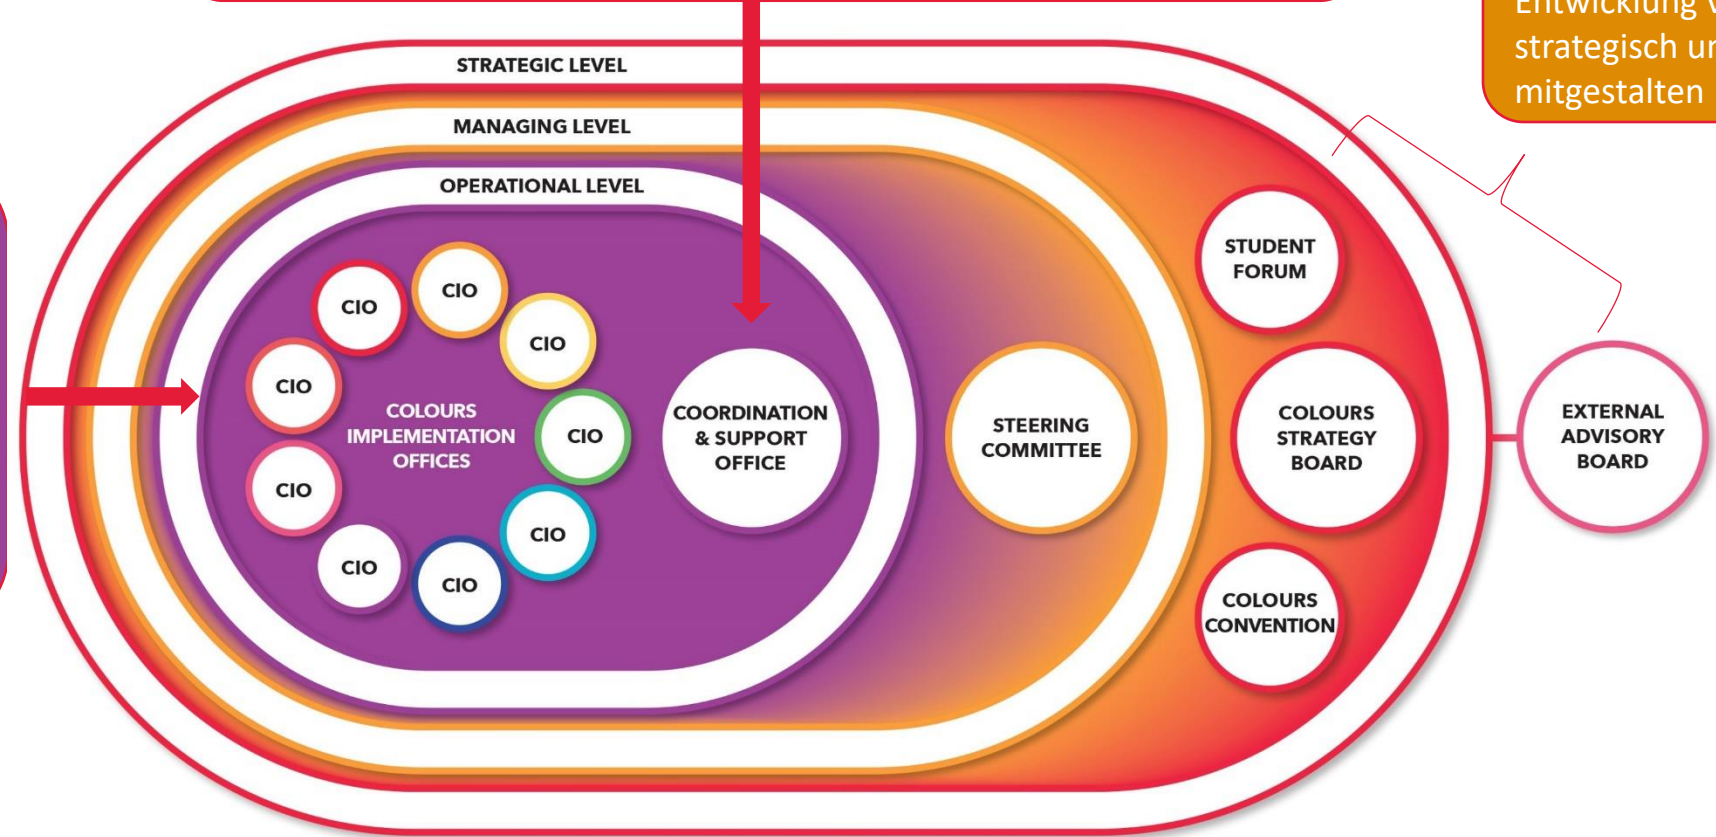 Entwicklung
strategisch
mitgestalten
STRATEGIC LEVEL
MANAGING LEVEL
OPERATIONAL LEVEL
CIO
CIO
CIO
CIO
CIO
CIO
CIO
CIO
CIO
COLOURS
IMPLEMENTATION
OFFICES
COORDINATION
& SUPPORT
OFFICE
STEERING
COMMITTEE
STUDENT
FORUM
COLOURS
STRATEGY
BOARD
COLOURS
CONVENTION
EXTERNAL
ADVISORY
BOARD